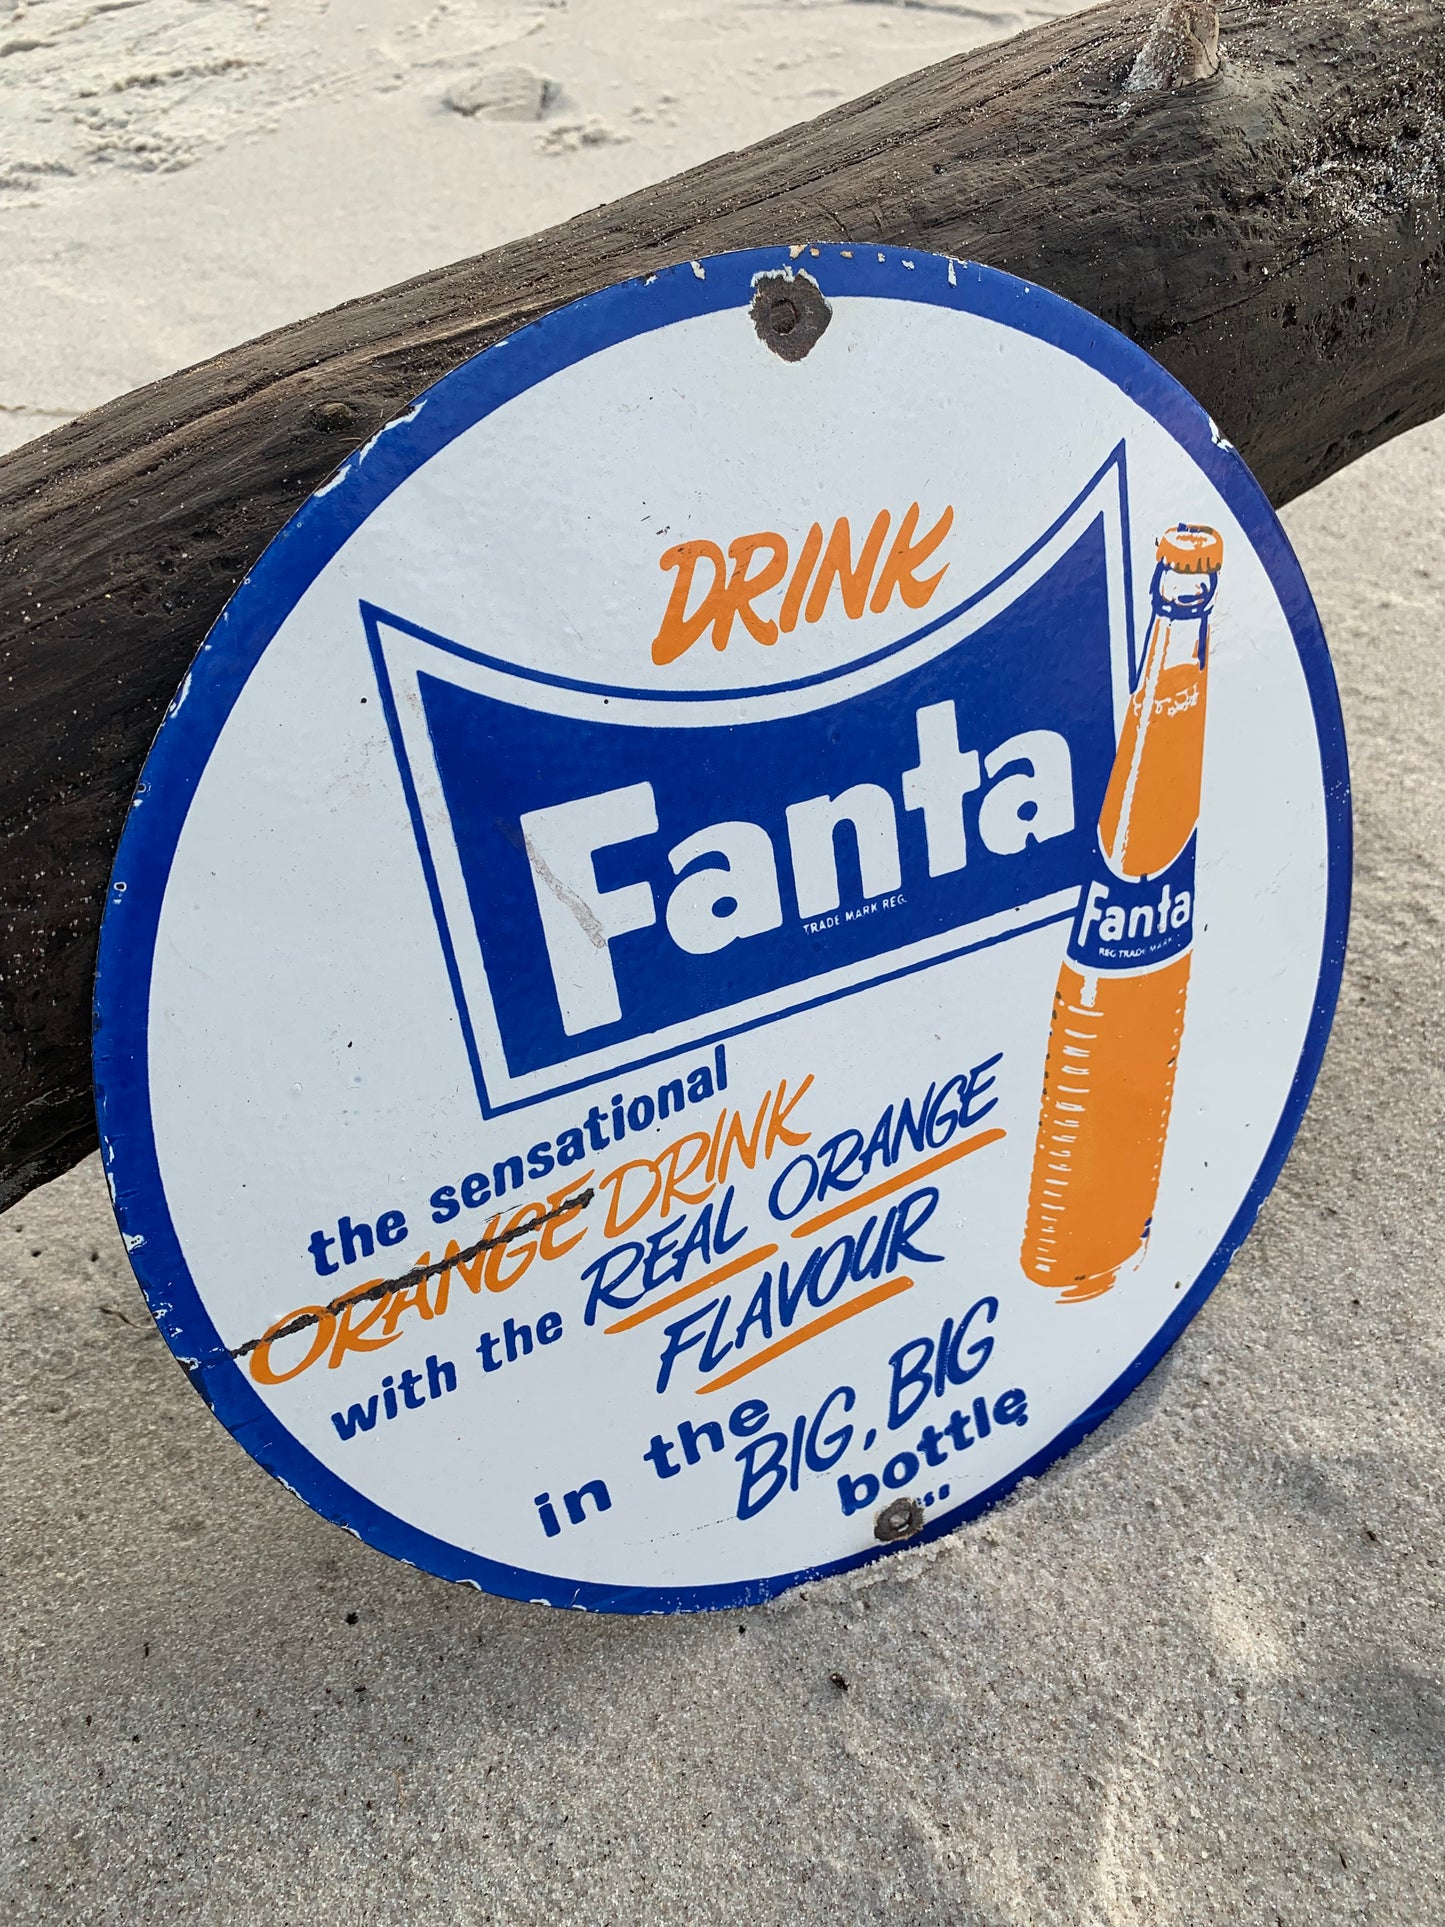 DRINK
Fanta
TRADE MARK REG.
Fanta
REG TRADE MARK
the sensational
ORANGE DRINK
with the REAL ORANGE
FLAVOUR
in the BIG, BIG
bottle